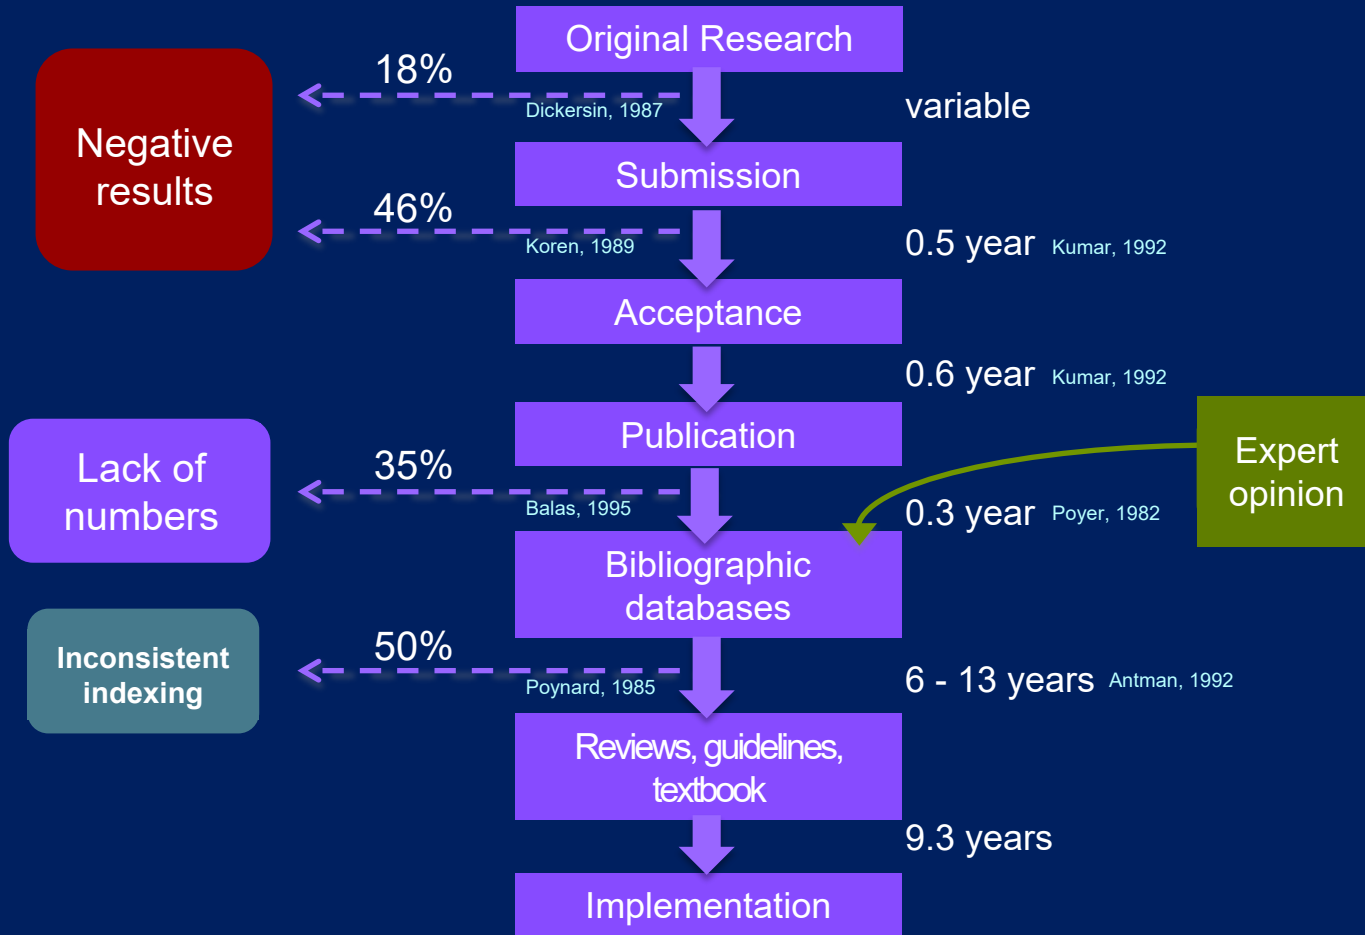 Original Research
18%
Dickersin, 1987
variable
Negative
results
Submission
46%
Koren, 1989
0.5 year Kumar, 1992
Acceptance
0.6 year Kumar, 1992
Publication
Expert
opinion
Lack of
numbers
35%
Balas, 1995
0.3 year Poyer, 1982
Bibliographic
databases
Inconsistent
indexing
50%
Poynard, 1985
6 - 13 years Antman, 1992
Reviews, guidelines,
textbook
9.3 years
Implementation